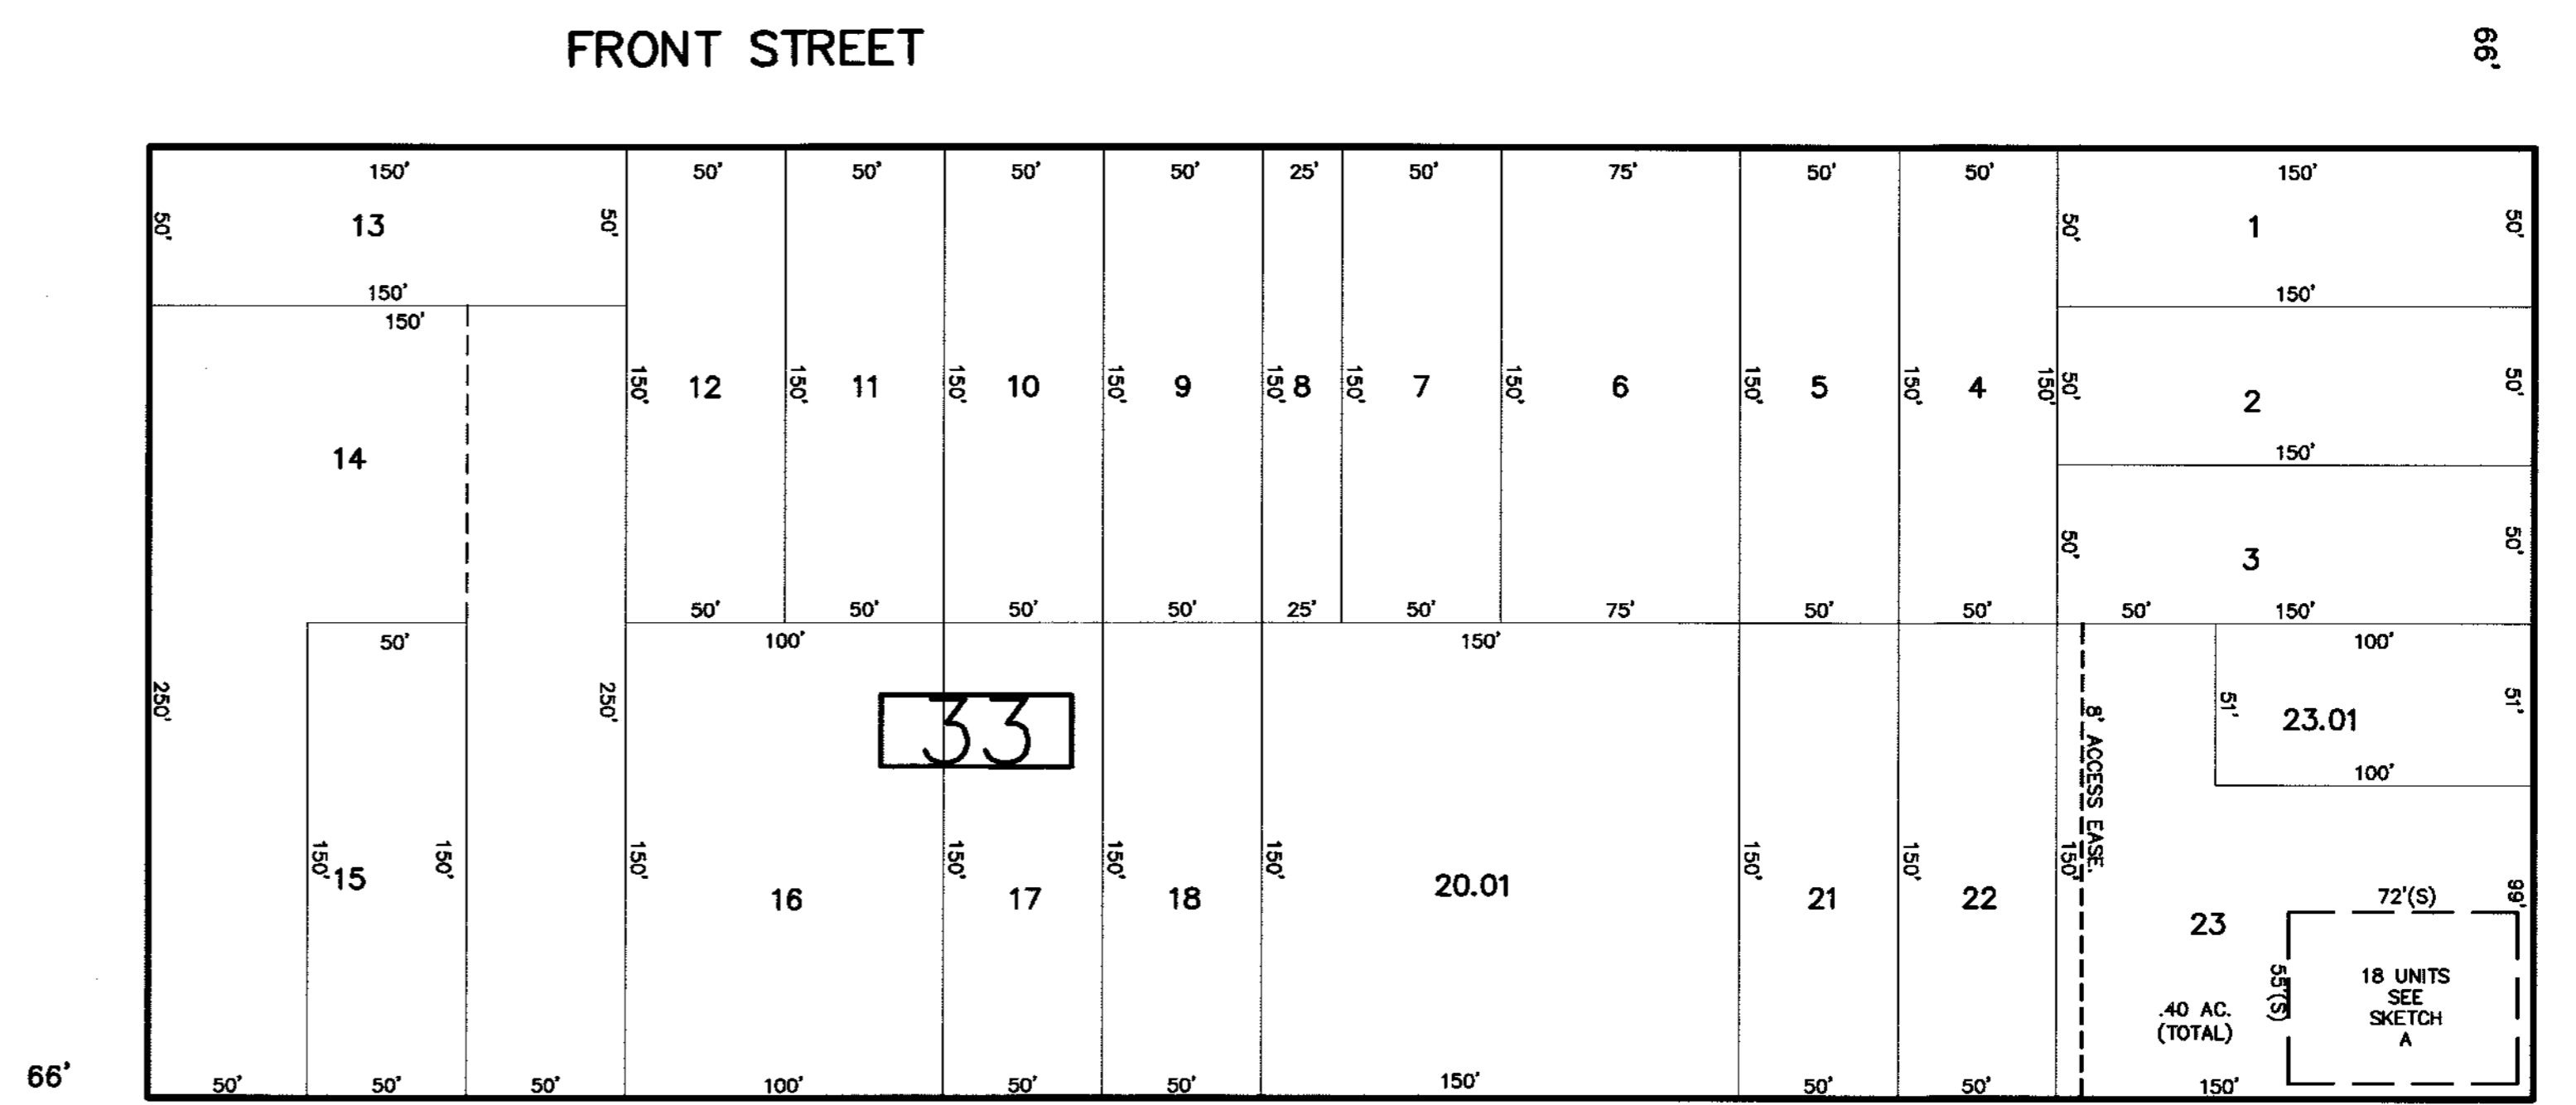 FRONT STREET
66'
150' 50' 50' 50' 50' 25' 50' 75' 50' 50' 150'
50' 13 50' 50' 1 50'
150' 150'
150'
150' 12 150' 11 150' 10 150' 9 150' 8 150' 7 150' 6 150' 5 150' 4 150' 50' 2 50'
14 150'
50' 3 50'
50' 50' 50' 50' 25' 50' 75' 50' 50' 50' 150'
50' 100' 150' 100'
250' 250' 33 8' ACCESS EASE. 51' 23.01 51'
100'
150' 15 150' 150' 16 150' 17 150' 18 150' 20.01 150' 21 150' 22 150' 23 72'(S) 99'
55'(S) 18 UNITS
SEE
.40 AC. SKETCH
(TOTAL) A
66' 50' 50' 50' 100' 50' 50' 150' 50' 50' 150'